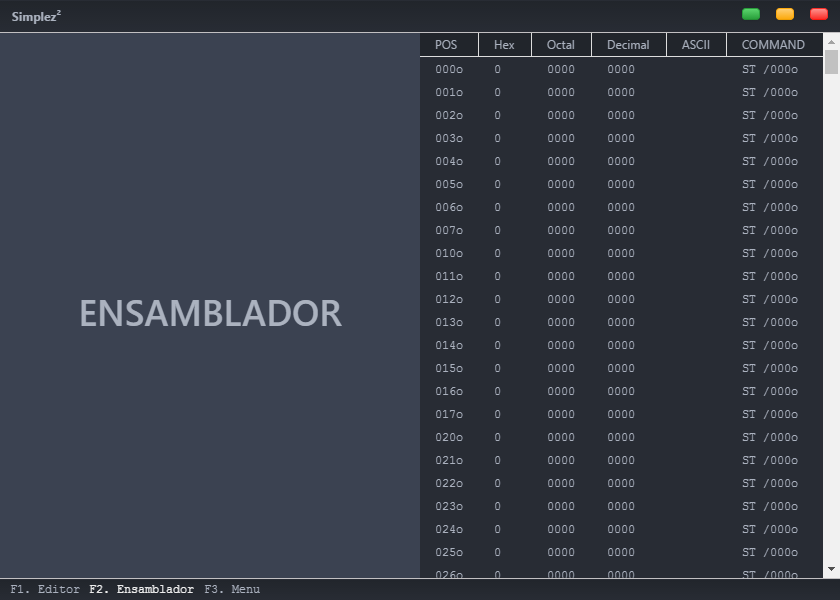 Simplez²
ENSAMBLADOR
POS Hex Octal Decimal ASCII COMMAND
000o 0 0000 0000 ST /000o
001o 0 0000 0000 ST /000o
002o 0 0000 0000 ST /000o
003o 0 0000 0000 ST /000o
004o 0 0000 0000 ST /000o
005o 0 0000 0000 ST /000o
006o 0 0000 0000 ST /000o
007o 0 0000 0000 ST /000o
010o 0 0000 0000 ST /000o
011o 0 0000 0000 ST /000o
012o 0 0000 0000 ST /000o
013o 0 0000 0000 ST /000o
014o 0 0000 0000 ST /000o
015o 0 0000 0000 ST /000o
016o 0 0000 0000 ST /000o
017o 0 0000 0000 ST /000o
020o 0 0000 0000 ST /000o
021o 0 0000 0000 ST /000o
022o 0 0000 0000 ST /000o
023o 0 0000 0000 ST /000o
024o 0 0000 0000 ST /000o
025o 0 0000 0000 ST /000o
026o 0 0000 0000 ST /000o
F1. Editor F2. Ensamblador F3. Menu